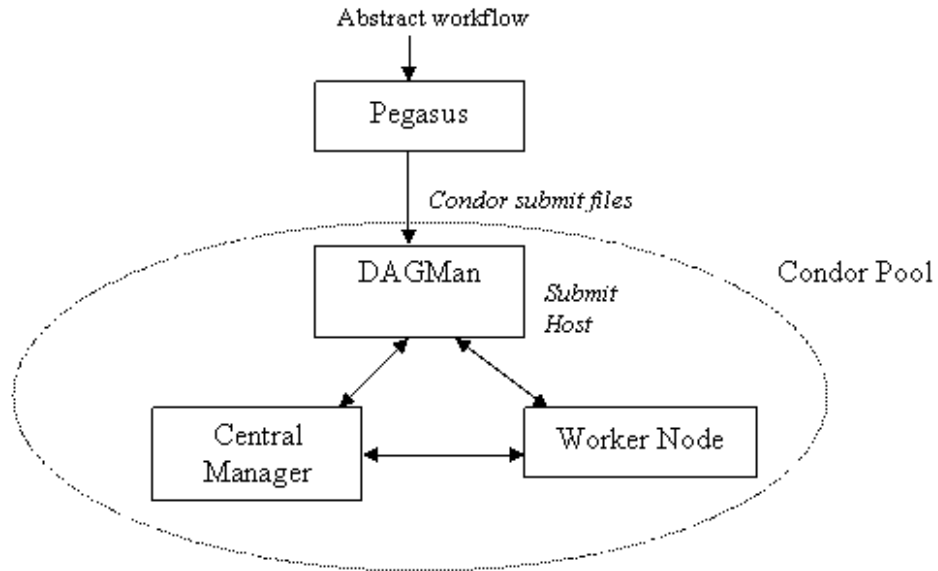 Abstract workflow
Pegasus
Condor submit files
DAGMan
Submit
Host
Condor Pool
Central
Manager
Worker Node